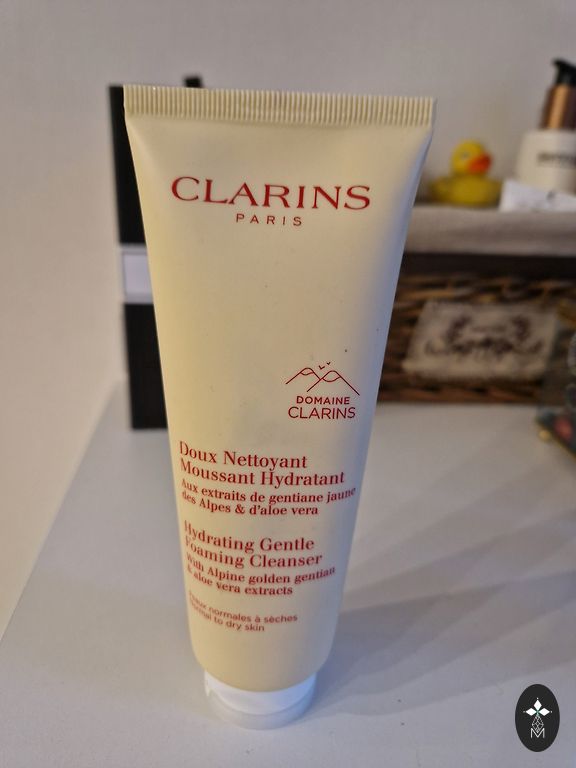 CLARINS
PARIS
DOMAINE
CLARINS
Doux Nettoyant
Moussant Hydratant
Aux extraits de gentiane jaune
des Alpes & d'aloe vera
Hydrating Gentle
Foaming Cleanser
With Alpine golden gentian
& aloe vera extracts
Peaux normales à sèches
Normal to dry skin
M